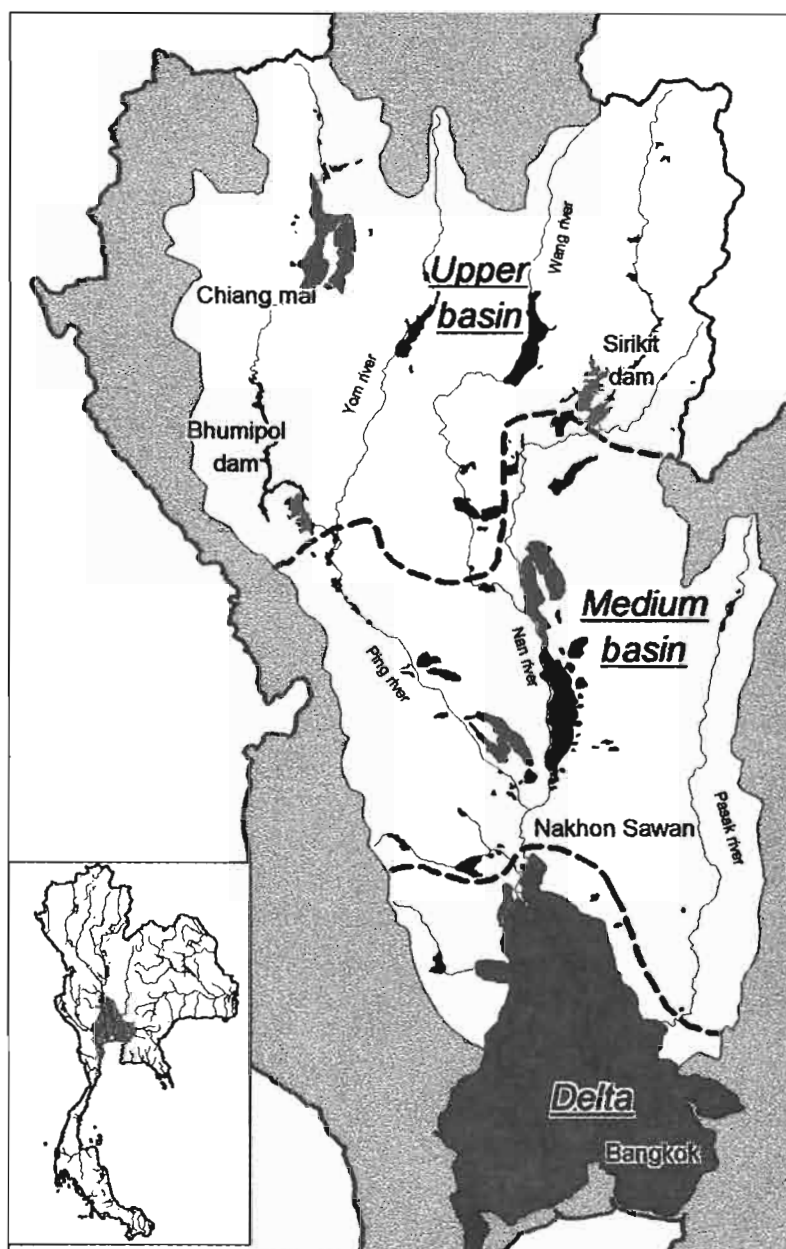 Wang river
Upper
basin
Chiang mai
Sirikit
dam
Yom river
Bhumipol
dam
Medium
basin
Nan river
Ping river
Pasak river
Nakhon Sawan
Delta
Bangkok